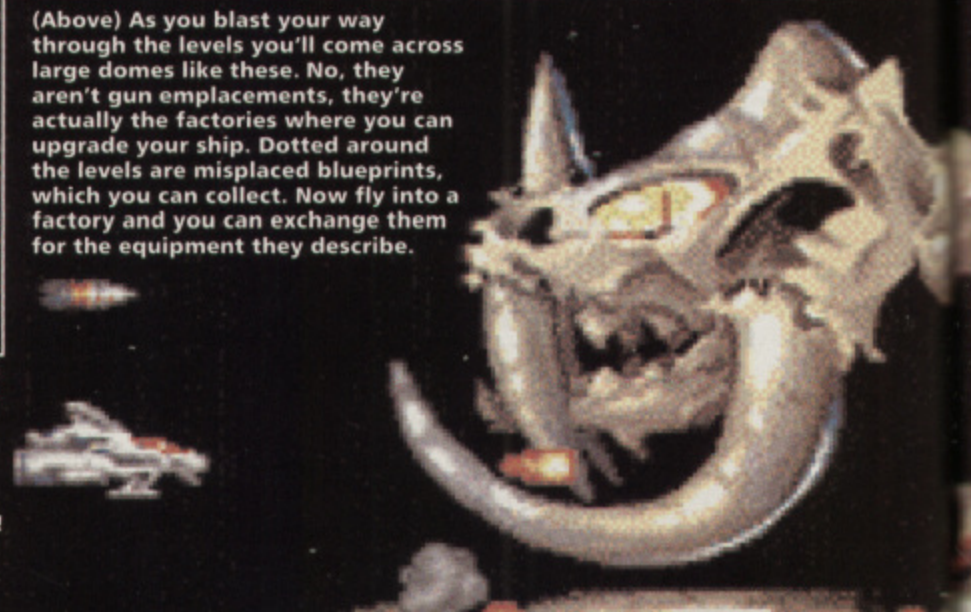 (Above) As you blast your way
through the levels you'll come across
large domes like these. No, they
aren't gun emplacements, they're
actually the factories where you can
upgrade your ship. Dotted around
the levels are misplaced blueprints,
which you can collect. Now fly into a
factory and you can exchange them
for the equipment they describe.